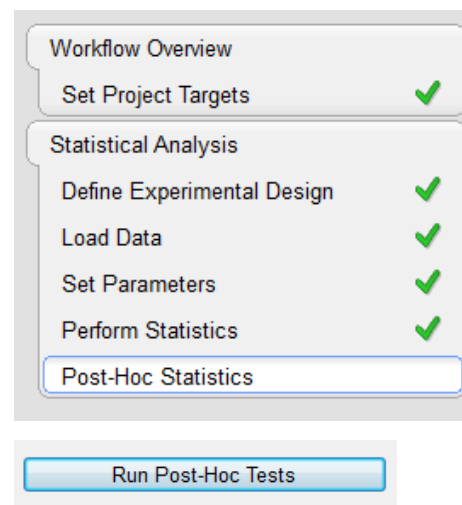 Workflow Overview
Set Project Targets
Statistical Analysis
Define Experimental Design
Load Data
Set Parameters
Perform Statistics
Post-Hoc Statistics
Run Post-Hoc Tests